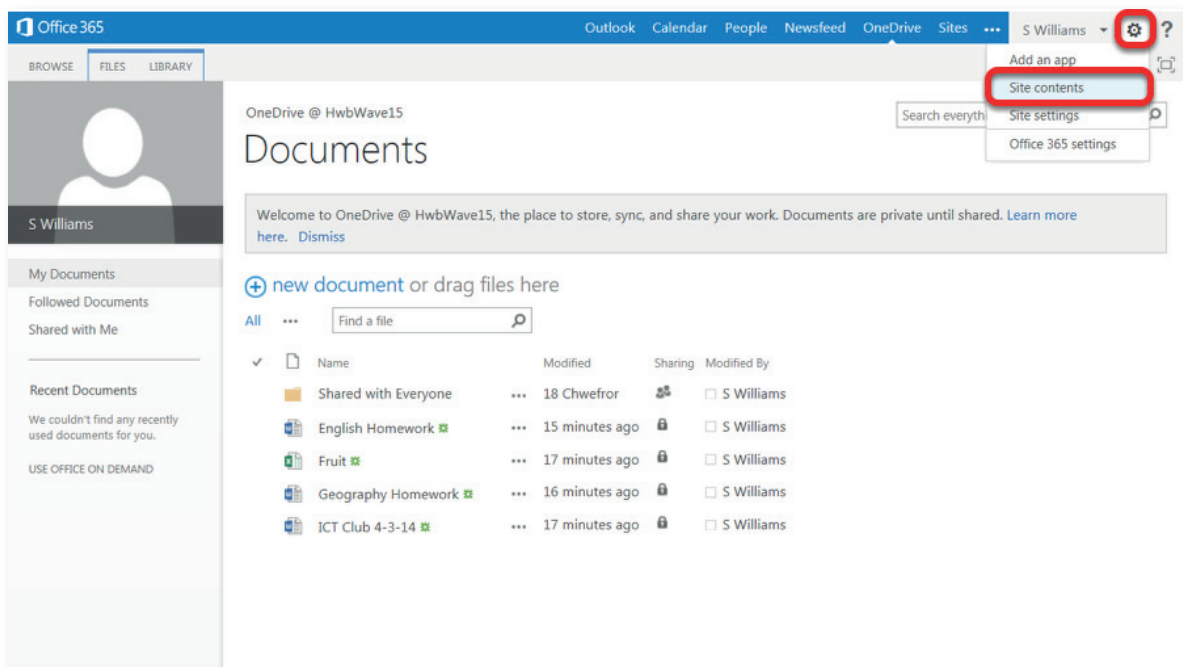 Office 365
Outlook Calendar People Newsfeed OneDrive Sites ••• S Williams ?
BROWSE FILES LIBRARY
Add an app
Site contents
Site settings
Office 365 settings
S Williams
My Documents
Followed Documents
Shared with Me
Recent Documents
We couldn't find any recently
used documents for you.
USE OFFICE ON DEMAND
OneDrive @ HwbWave15
Search everyth
Documents
Welcome to OneDrive @ HwbWave15, the place to store, sync, and share your work. Documents are private until shared. Learn more
here. Dismiss
new document or drag files here
All ••• Find a file
Name Modified Sharing Modified By
Shared with Everyone ••• 18 Chwefror S Williams
English Homework ••• 15 minutes ago S Williams
Fruit ••• 17 minutes ago S Williams
Geography Homework ••• 16 minutes ago S Williams
ICT Club 4-3-14 ••• 17 minutes ago S Williams